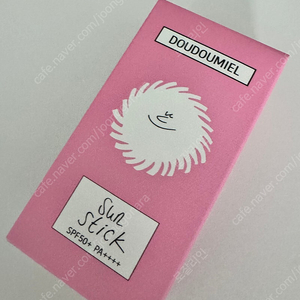 DOUDOUMIEL
Sun
Stick
SPF50+ PA++++